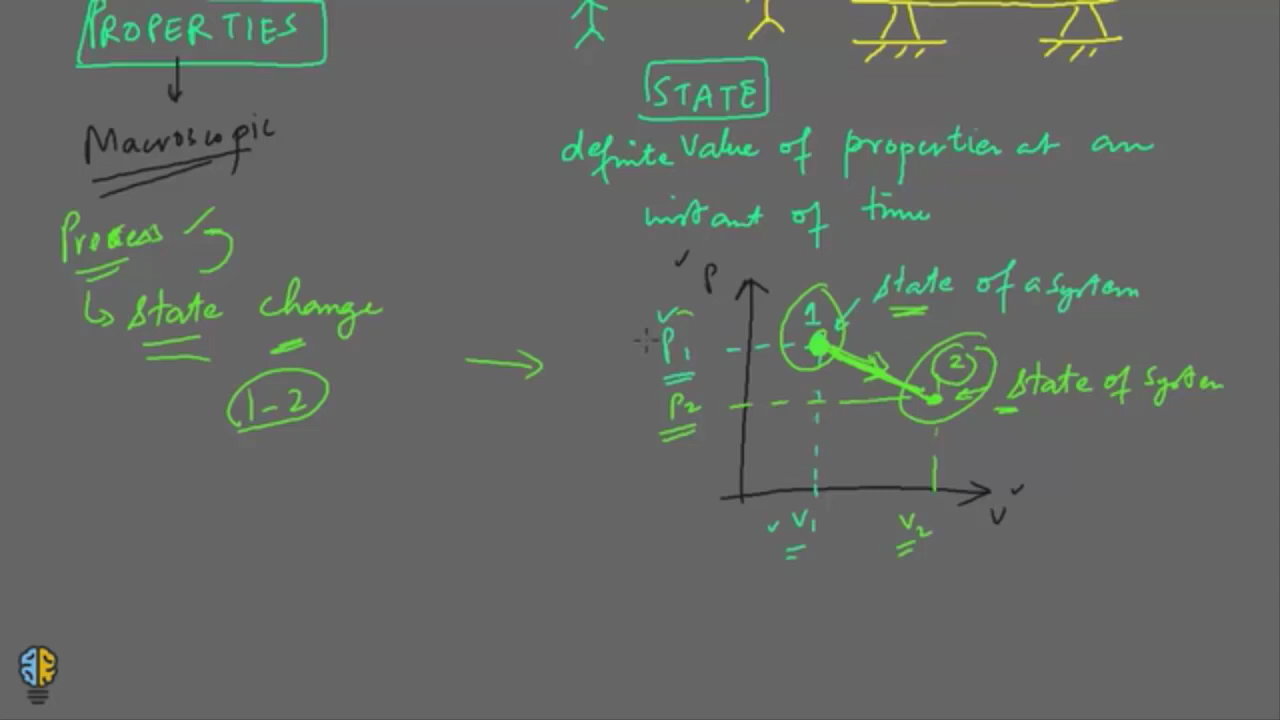 PROPERTIES
Macroscopic
Process
State change
1-2
STATE
definite value of properties at an
instant of time
P
1
state of a system
P1
2
state of system
P2
V1
V2
V